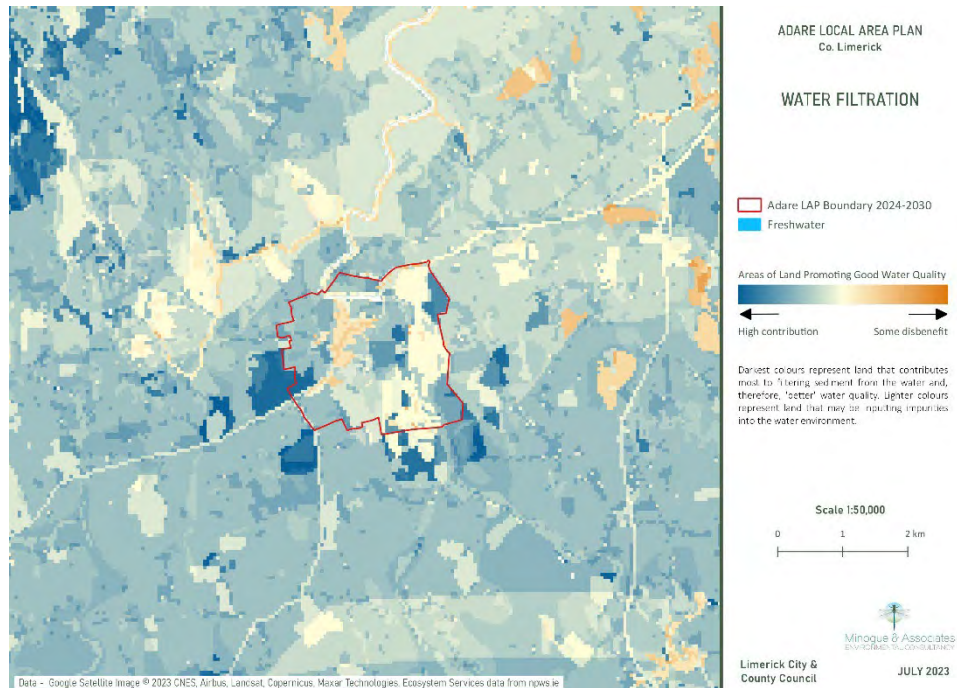 ADARE LOCAL AREA PLAN
Co. Limerick
WATER FILTRATION
Adare LAP Boundary 2024-2030
Freshwater
Areas of Land Promoting Good Water Quality
High contribution
Some disbenefit
Darkest colours represent land that contributes
most to filtering sediment from the water and,
therefore, 'better' water quality. Lighter colours
represent land that may be inputting impurities
into the water environment.
Scale 1:50,000
0 1 2 km
Minogue & Associates
ENVIRONMENTAL CONSULTANCY
Limerick City &
County Council
JULY 2023
Data - Google Satellite Image © 2023 CNES, Airbus, Landsat, Copernicus, Maxar Technologies, Ecosystem Services data from npws.ie